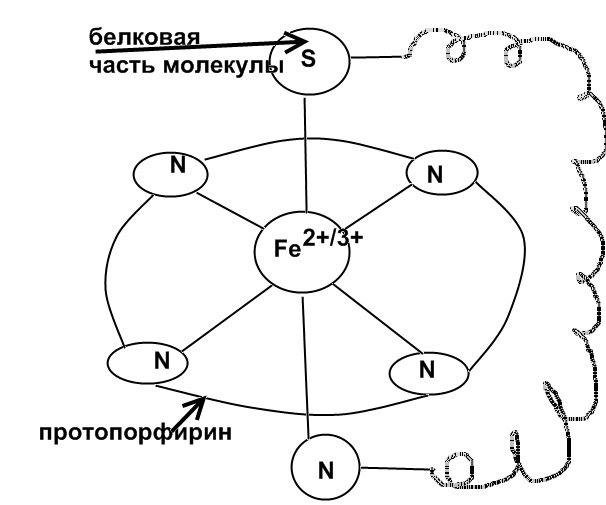 белковая
часть молекулы
S
N
N
Fe2+/3+
N
N
протопорфирин
N